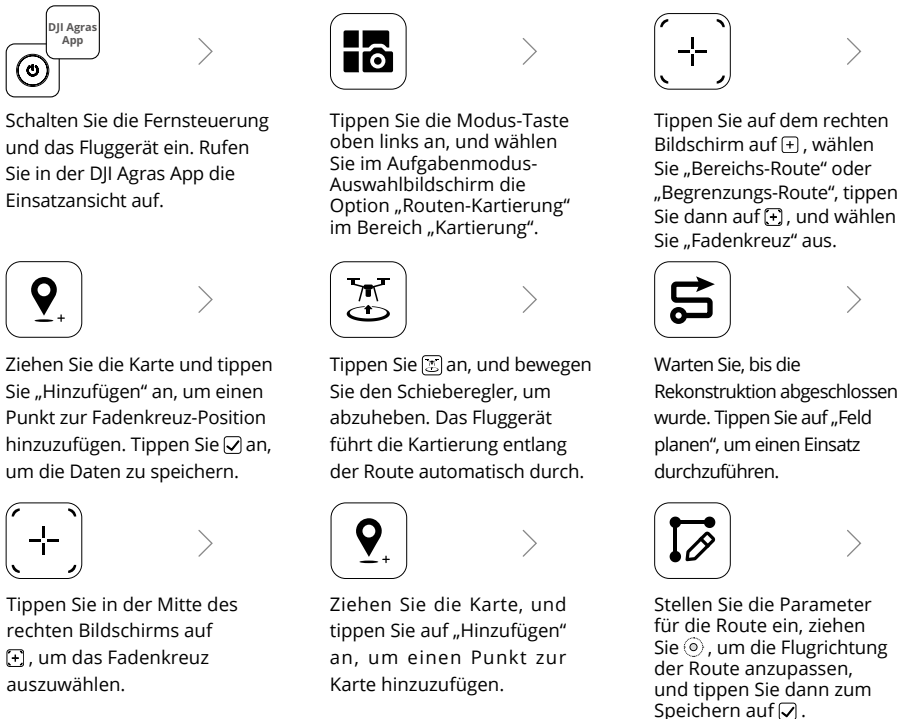 DJI Agras
App
Schalten Sie die Fernsteuerung
und das Fluggerät ein. Rufen
Sie in der DJI Agras App die
Einsatzansicht auf.
Tippen Sie die Modus-Taste
oben links an, und wählen
Sie im Aufgabenmodus-
Auswahlbildschirm die
Option „Routen-Kartierung“
im Bereich „Kartierung“.
Tippen Sie auf dem rechten
Bildschirm auf , wählen
Sie „Bereichs-Route“ oder
„Begrenzungs-Route“, tippen
Sie dann auf , und wählen
Sie „Fadenkreuz“ aus.
Ziehen Sie die Karte und tippen
Sie „Hinzufügen“ an, um einen
Punkt zur Fadenkreuz-Position
hinzuzufügen. Tippen Sie an,
um die Daten zu speichern.
Tippen Sie an, und bewegen
Sie den Schieberegler, um
abzuheben. Das Fluggerät
führt die Kartierung entlang
der Route automatisch durch.
Warten Sie, bis die
Rekonstruktion abgeschlossen
wurde. Tippen Sie auf „Feld
planen“, um einen Einsatz
durchzuführen.
Tippen Sie in der Mitte des
rechten Bildschirms auf
, um das Fadenkreuz
auszuwählen.
Ziehen Sie die Karte, und
tippen Sie auf „Hinzufügen“
an, um einen Punkt zur
Karte hinzuzufügen.
Stellen Sie die Parameter
für die Route ein, ziehen
Sie , um die Flugrichtung
der Route anzupassen,
und tippen Sie dann zum
Speichern auf .